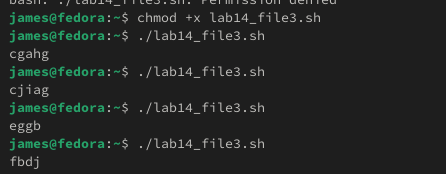 bash: ./lab14_file3.sh: Permission denied
james@fedora:~$ chmod +x lab14_file3.sh
james@fedora:~$ ./lab14_file3.sh
cgahg
james@fedora:~$ ./lab14_file3.sh
cjiag
james@fedora:~$ ./lab14_file3.sh
eggb
james@fedora:~$ ./lab14_file3.sh
fbdj